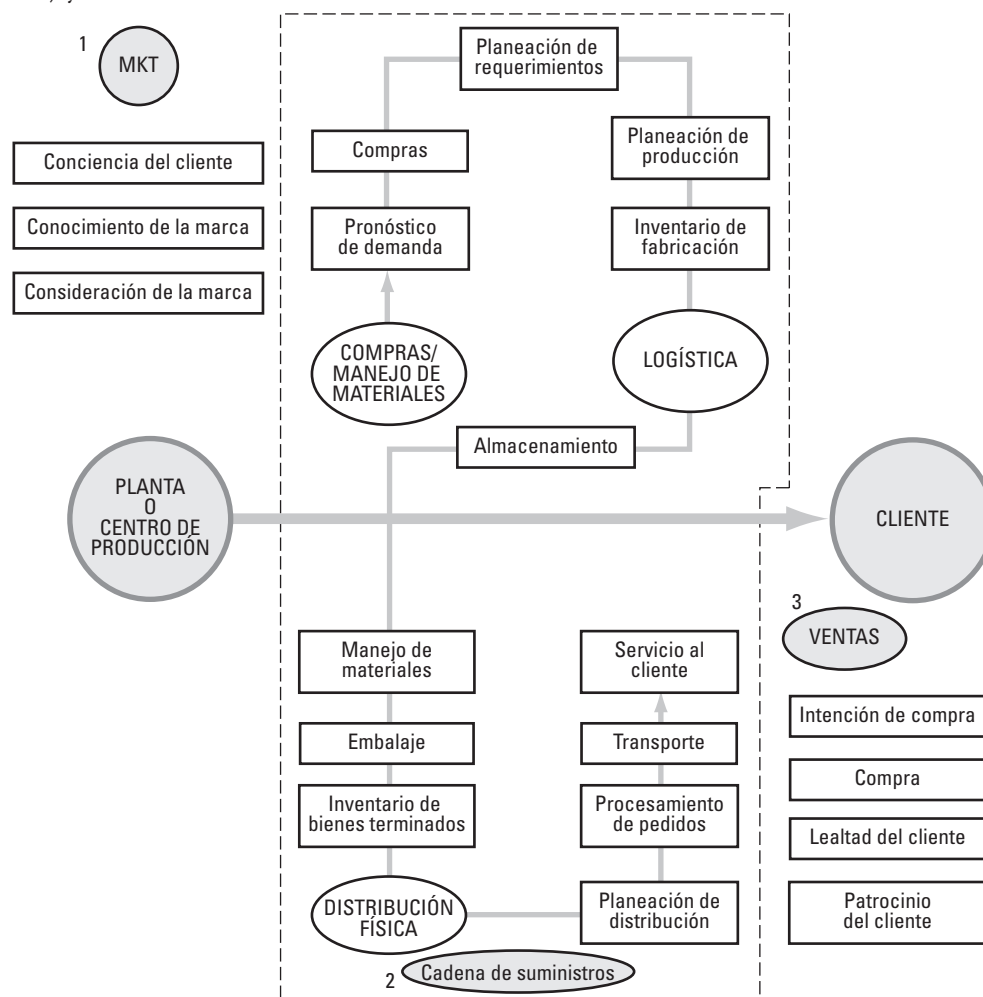 1
MKT
Conciencia del cliente
Conocimiento de la marca
Consideración de la marca
Planeación de
requerimientos
Compras
Planeación de
producción
Pronóstico
de demanda
Inventario de
fabricación
COMPRAS/
MANEJO DE
MATERIALES
LOGÍSTICA
Almacenamiento
PLANTA
O
CENTRO DE
PRODUCCIÓN
CLIENTE
Manejo de
materiales
Servicio al
cliente
Embalaje
Transporte
Inventario de
bienes terminados
Procesamiento
de pedidos
DISTRIBUCIÓN
FÍSICA
Planeación de
distribución
2
Cadena de suministros
3
VENTAS
Intención de compra
Compra
Lealtad del cliente
Patrocinio
del cliente